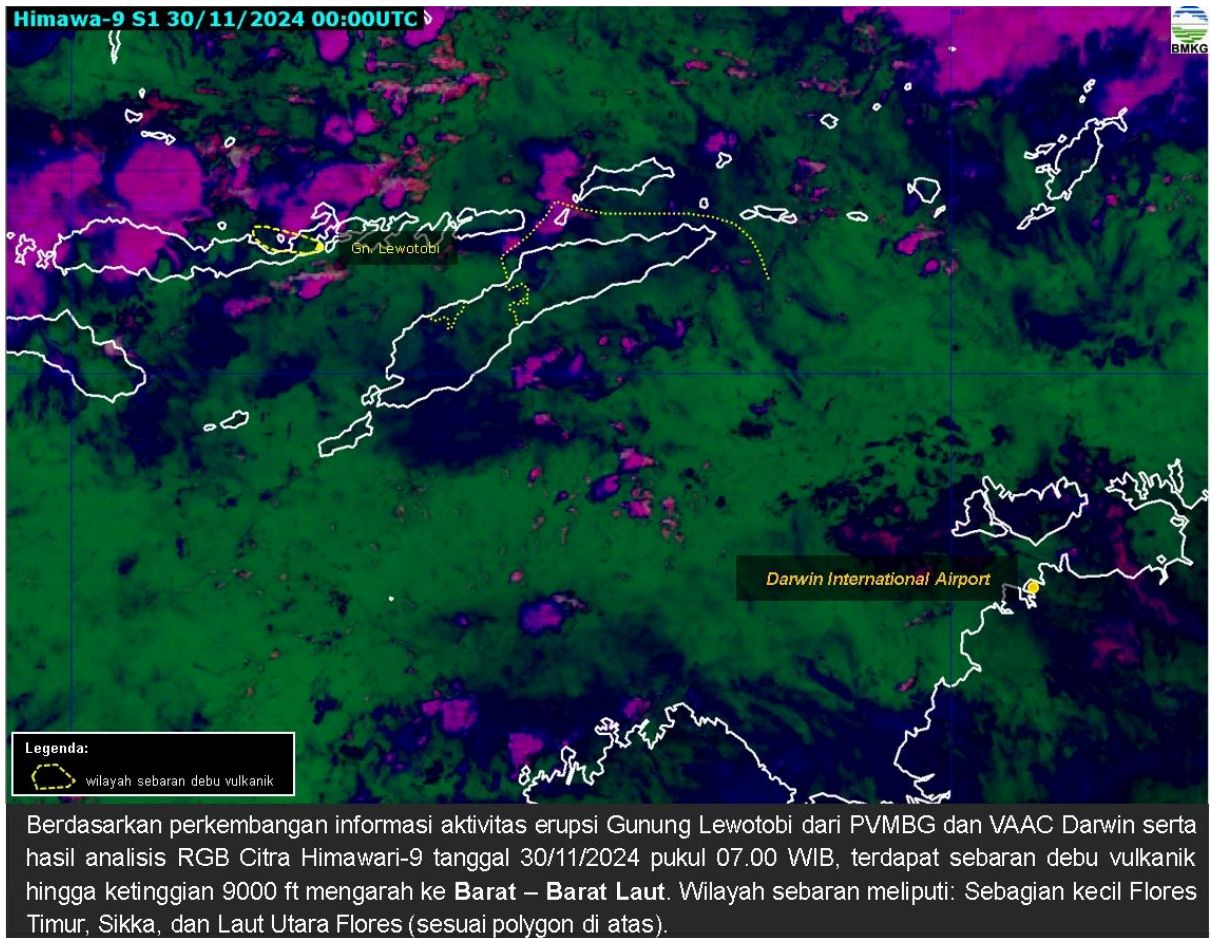 Himawa-9 S1 30/11/2024 00:00UTC
BMKG
Gn. Lewotobi
Darwin International Airport
Legenda:
wilayah sebaran debu vulkanik
Berdasarkan perkembangan informasi aktivitas erupsi Gunung Lewotobi dari PVMBG dan VAAC Darwin serta
hasil analisis RGB Citra Himawari-9 tanggal 30/11/2024 pukul 07.00 WIB, terdapat sebaran debu vulkanik
hingga ketinggian 9000 ft mengarah ke Barat – Barat Laut. Wilayah sebaran meliputi: Sebagian kecil Flores
Timur, Sikka, dan Laut Utara Flores (sesuai polygon di atas).